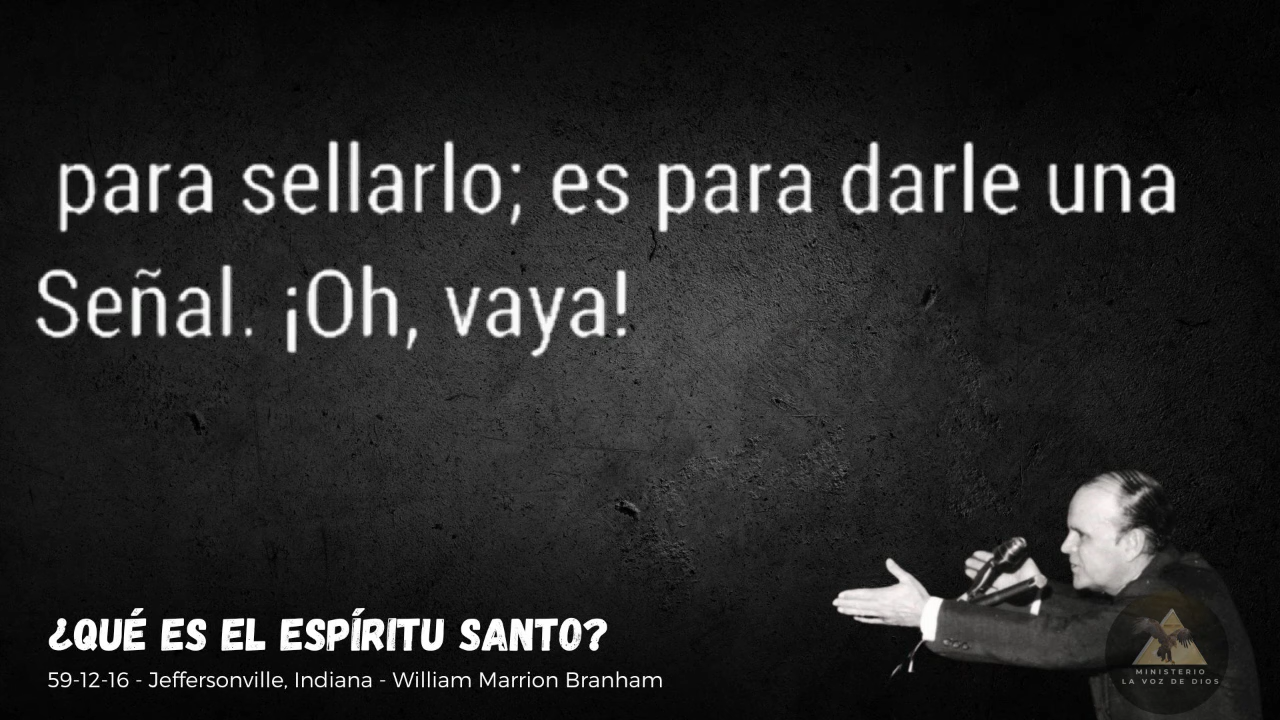 para sellarlo; es para darle una
Señal. ¡Oh, vaya!
¿QUÉ ES EL ESPÍRITU SANTO?
59-12-16 - Jeffersonville, Indiana - William Marrion Branham
MINISTERIO
LA VOZ DE DIOS